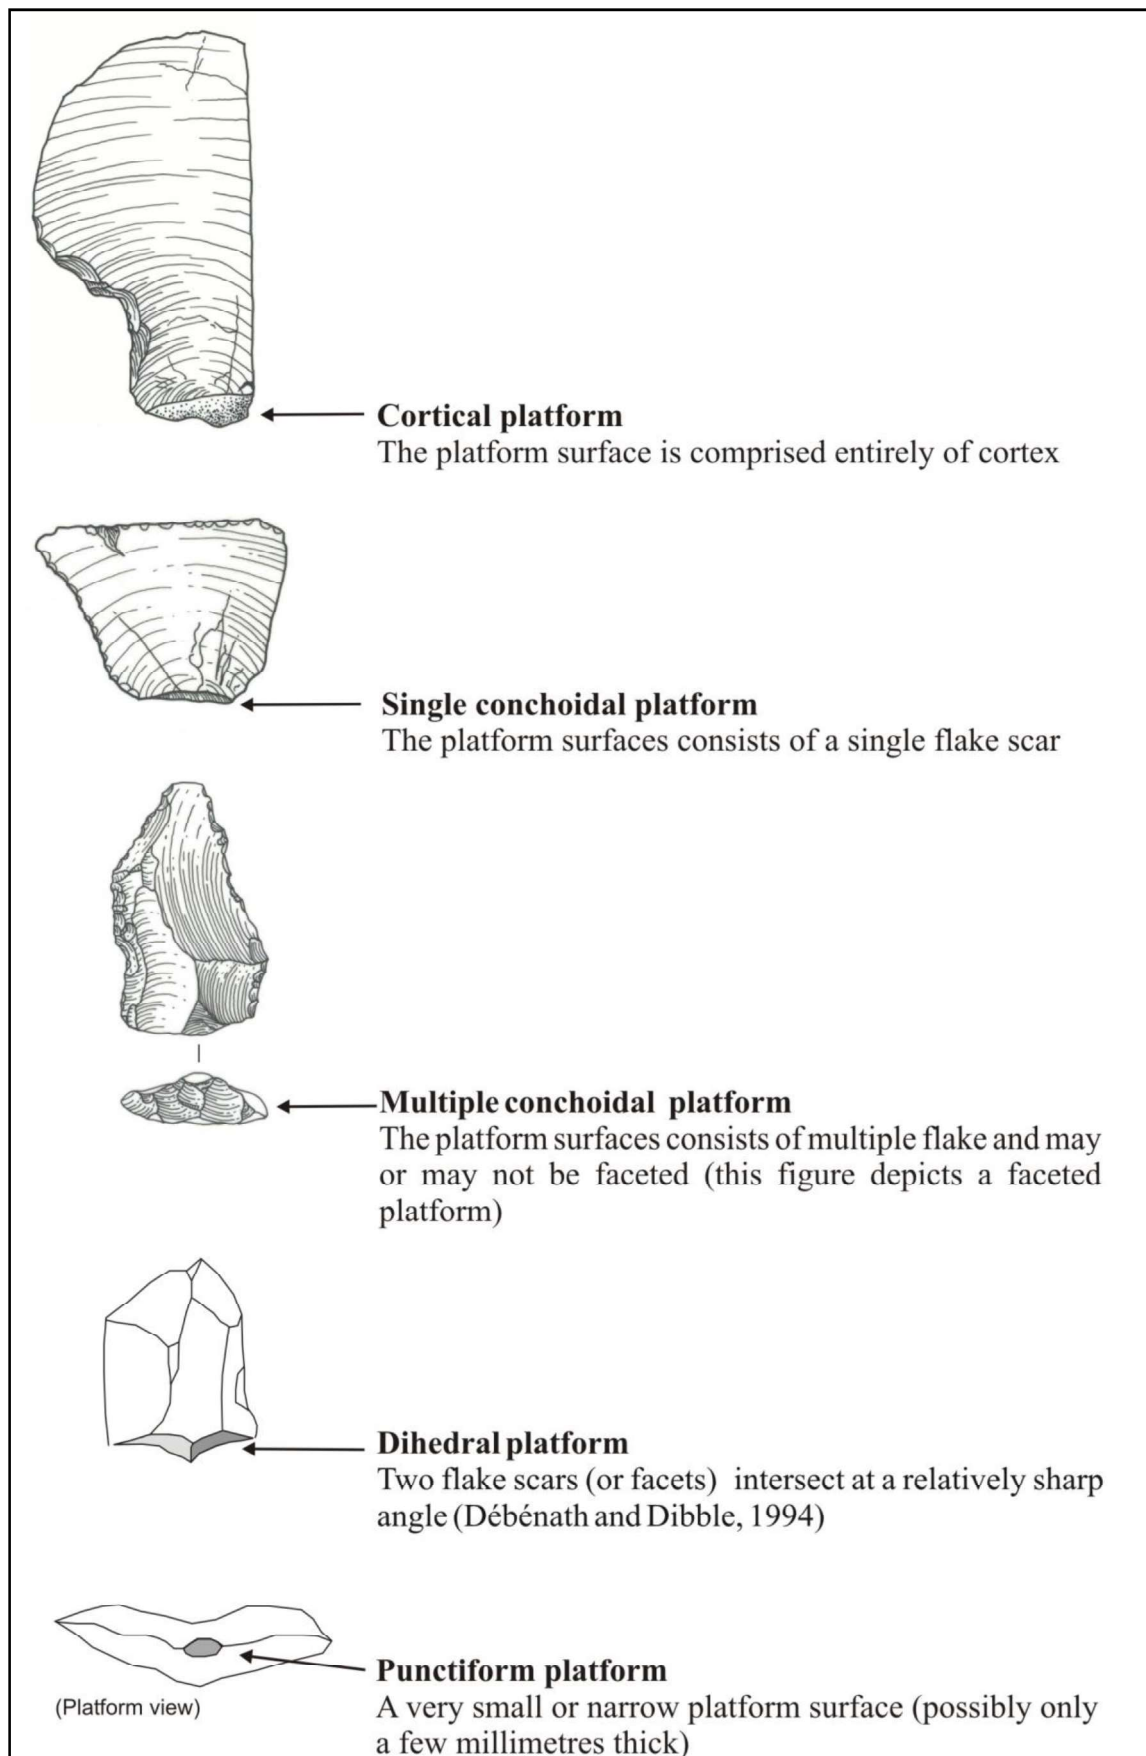 Cortical platform
The platform surface is comprised entirely of cortex
Single conchoidal platform
The platform surfaces consists of a single flake scar
Multiple conchoidal platform
The platform surfaces consists of multiple flake and may
or may not be faceted (this figure depicts a faceted
platform)
Dihedral platform
Two flake scars (or facets) intersect at a relatively sharp
angle (Débénath and Dibble, 1994)
(Platform view)
Punctiform platform
A very small or narrow platform surface (possibly only
a few millimetres thick)